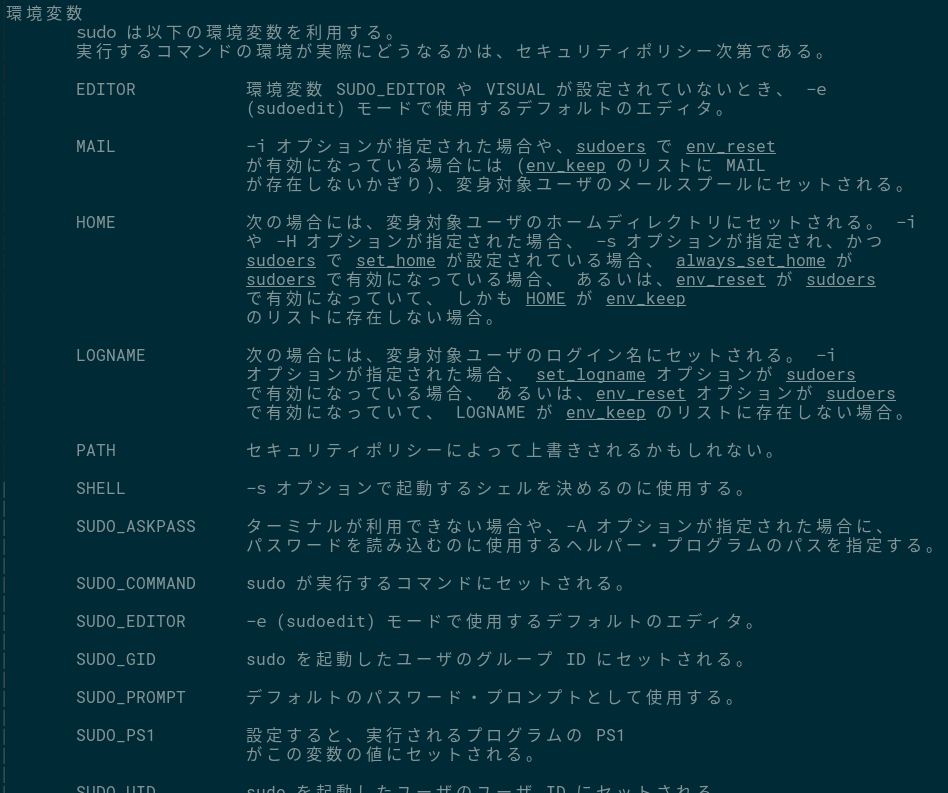 環境変数
sudo は以下の環境変数を利用する。
実行するコマンドの環境が実際にどうなるかは、セキュリティポリシー次第である。
EDITOR 環境変数 SUDO_EDITOR や VISUAL が設定されていないとき、 -e
(sudoedit) モードで使用するデフォルトのエディタ。
MAIL -i オプションが指定された場合や、sudoers で env_reset
が有効になっている場合には (env_keep のリストに MAIL
が存在しないかぎり)、変身対象ユーザのメールスプールにセットされる。
HOME 次の場合には、変身対象ユーザのホームディレクトリにセットされる。 -i
や -H オプションが指定された場合、 -s オプションが指定され、かつ
sudoers で set_home が設定されている場合、 always_set_home が
sudoers で有効になっている場合、 あるいは、env_reset が sudoers
で有効になっていて、 しかも HOME が env_keep
のリストに存在しない場合。
LOGNAME 次の場合には、変身対象ユーザのログイン名にセットされる。 -i
オプションが指定された場合、 set_logname オプションが sudoers
で有効になっている場合、 あるいは、env_reset オプションが sudoers
で有効になっていて、 LOGNAME が env_keep のリストに存在しない場合。
PATH セキュリティポリシーによって上書きされるかもしれない。
SHELL -s オプションで起動するシェルを決めるのに使用する。
SUDO_ASKPASS ターミナルが利用できない場合や、-A オプションが指定された場合に、
パスワードを読み込むのに使用するヘルパー・プログラムのパスを指定する。
SUDO_COMMAND sudo が実行するコマンドにセットされる。
SUDO_EDITOR -e (sudoedit) モードで使用するデフォルトのエディタ。
SUDO_GID sudo を起動したユーザのグループ ID にセットされる。
SUDO_PROMPT デフォルトのパスワード・プロンプトとして使用する。
SUDO_PS1 設定すると、実行されるプログラムの PS1
がこの変数の値にセットされる。
SUDO_UID sudo を起動したユーザのユーザ ID にセットされる